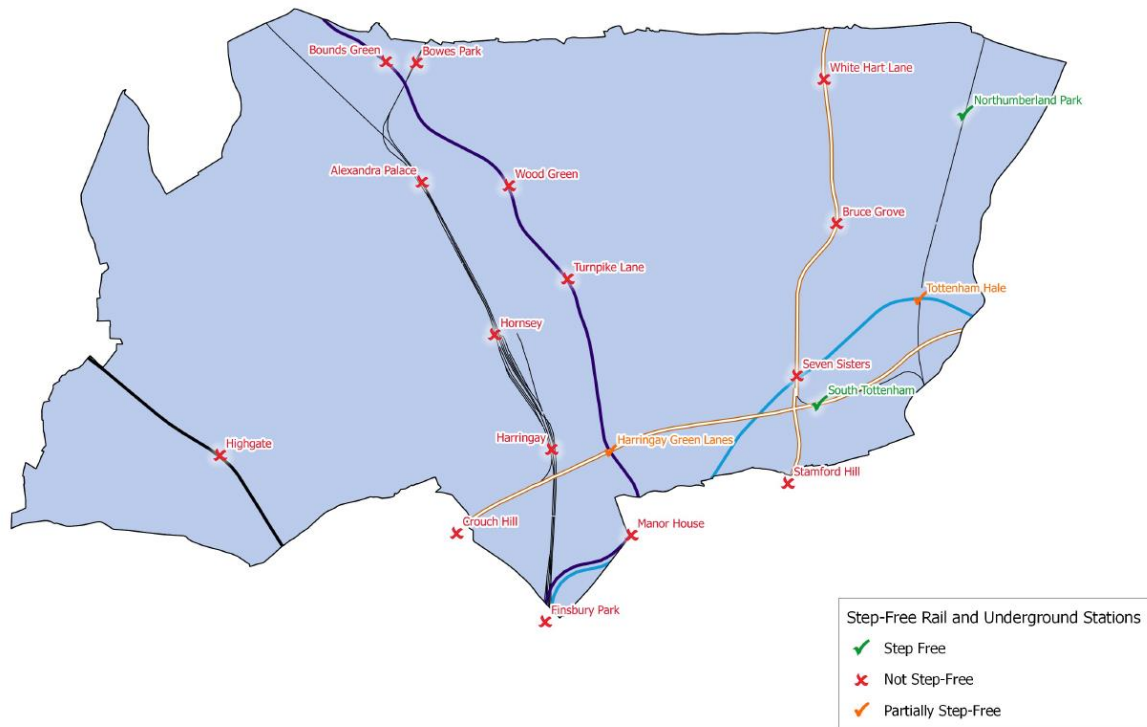 Bounds Green
Bowes Park
White Hart Lane
Northumberland Park
Alexandra Palace
Wood Green
Bruce Grove
Turnpike Lane
Tottenham Hale
Hornsey
Seven Sisters
South Tottenham
Highgate
Harringay
Harringay Green Lanes
Stamford Hill
Crouch Hill
Manor House
Finsbury Park
Step-Free Rail and Underground Stations
Step Free
Not Step-Free
Partially Step-Free